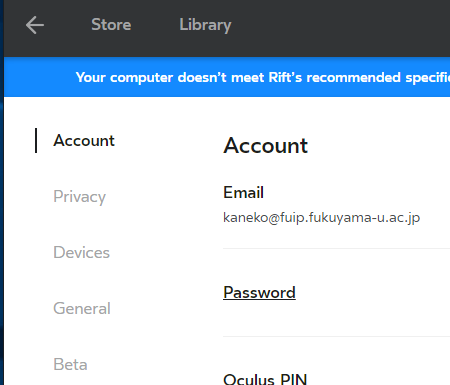 Store Library
Your computer doesn't meet Rift's recommended
Account
Privacy
Devices
General
Beta
Account
Email
kaneko@fuip.fukuyama-u.ac.jp
Password
Oculus PIN